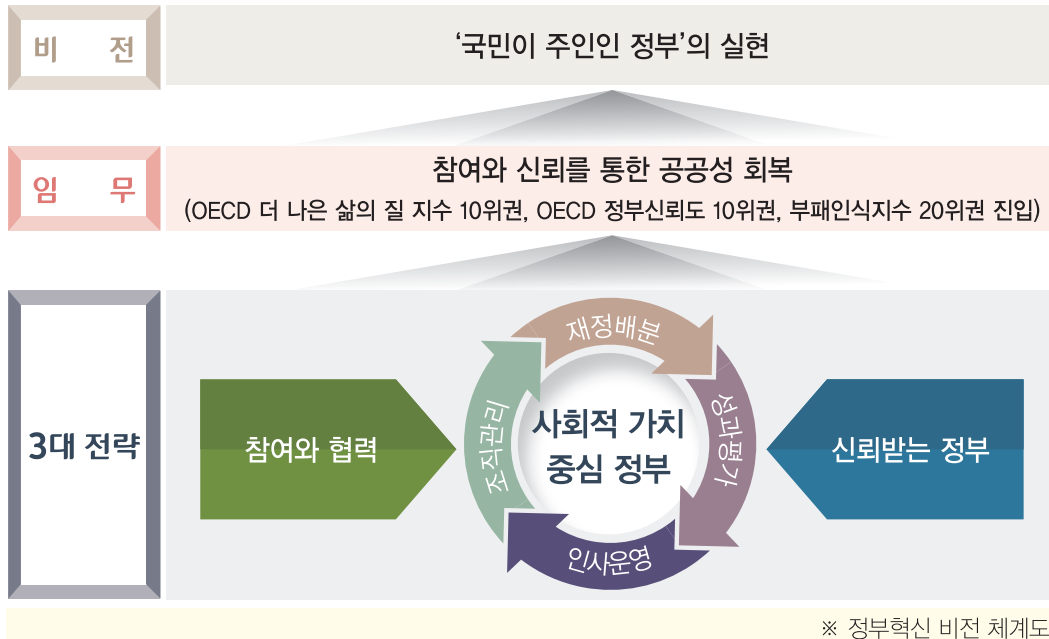 비 전
‘국민이 주인인 정부’의 실현
임 무
참여와 신뢰를 통한 공공성 회복
(OECD 더 나은 삶의 질 지수 10위권, OECD 정부신뢰도 10위권, 부패인식지수 20위권 진입)
3대 전략
참여와 협력
재정배분
성과평가
인사운영
조직관리
사회적 가치
중심 정부
신뢰받는 정부
※ 정부혁신 비전 체계도